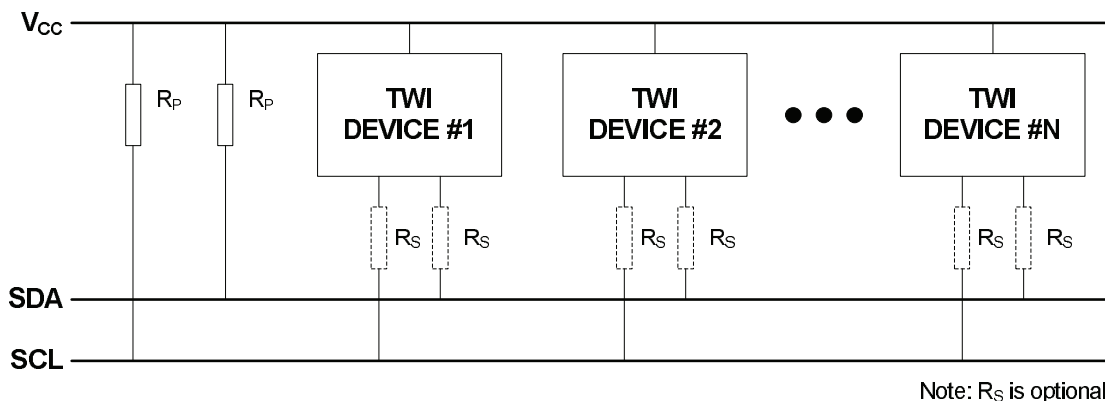 VCC
RP
RP
TWI
DEVICE #1
TWI
DEVICE #2
TWI
DEVICE #N
RS
RS
RS
RS
RS
RS
SDA
SCL
Note: RS is optional